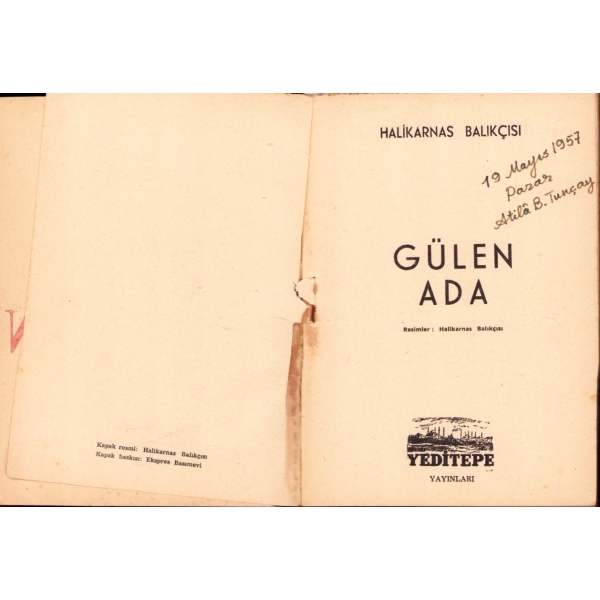 Kapak resmi: Halikarnas Balıkçısı
Kapak baskısı: Ekspres Basımevi
HALİKARNAS BALIKÇISI
19 Mayıs 1957
Pazar
Atilâ B. Tunçay
GÜLEN
ADA
Resimler : Halikarnas Balıkçısı
YEDİTEPE
YAYINLARI